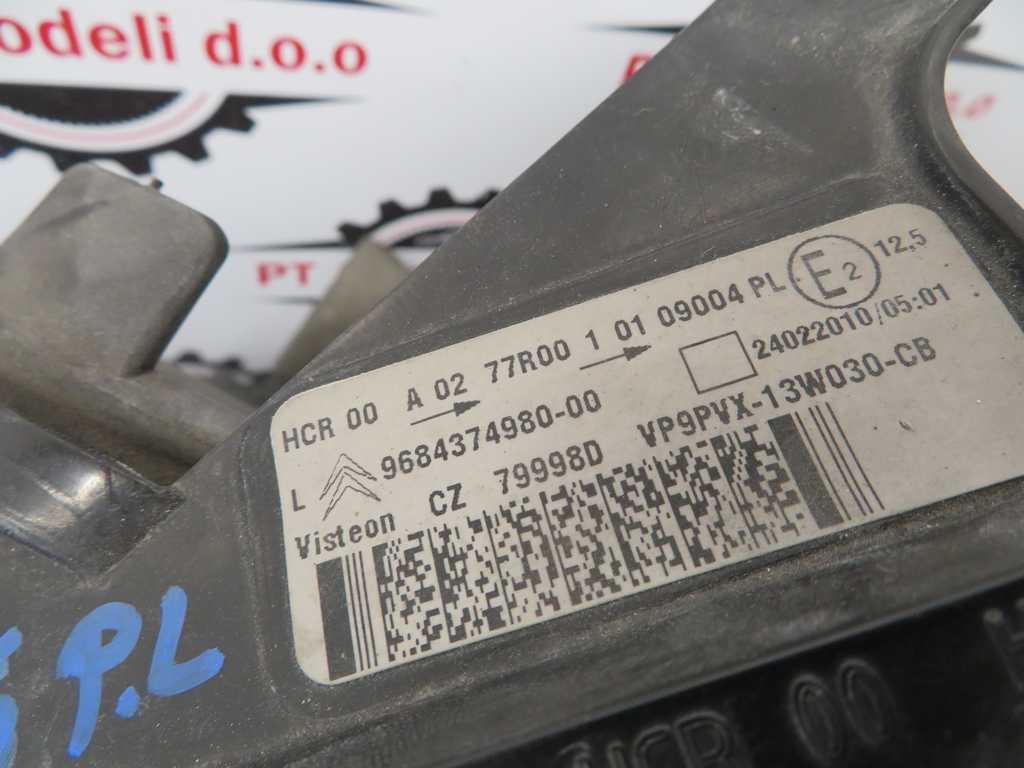 odeli d.o.o
PT
HCR 00 A 02 77R00 1 01 09004 PL E2 12,5
L 9684374980-00 24022010/05:01
Visteon CZ 79998D VP9PVX-13W030-CB
P.L
HCR 00